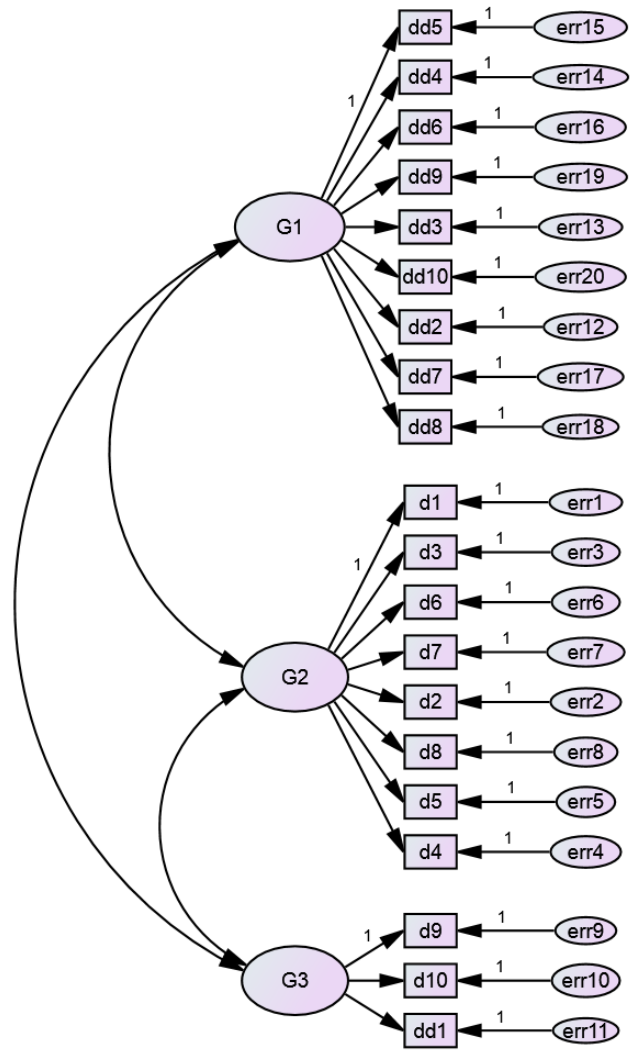 dd5 1 err15
1 dd4 1 err14
dd6 1 err16
dd9 1 err19
G1 dd3 1 err13
dd10 1 err20
dd2 1 err12
dd7 1 err17
dd8 1 err18
d1 1 err1
1 d3 1 err3
d6 1 err6
d7 1 err7
G2 d2 1 err2
d8 1 err8
d5 1 err5
d4 1 err4
1 d9 1 err9
G3 d10 1 err10
dd1 1 err11